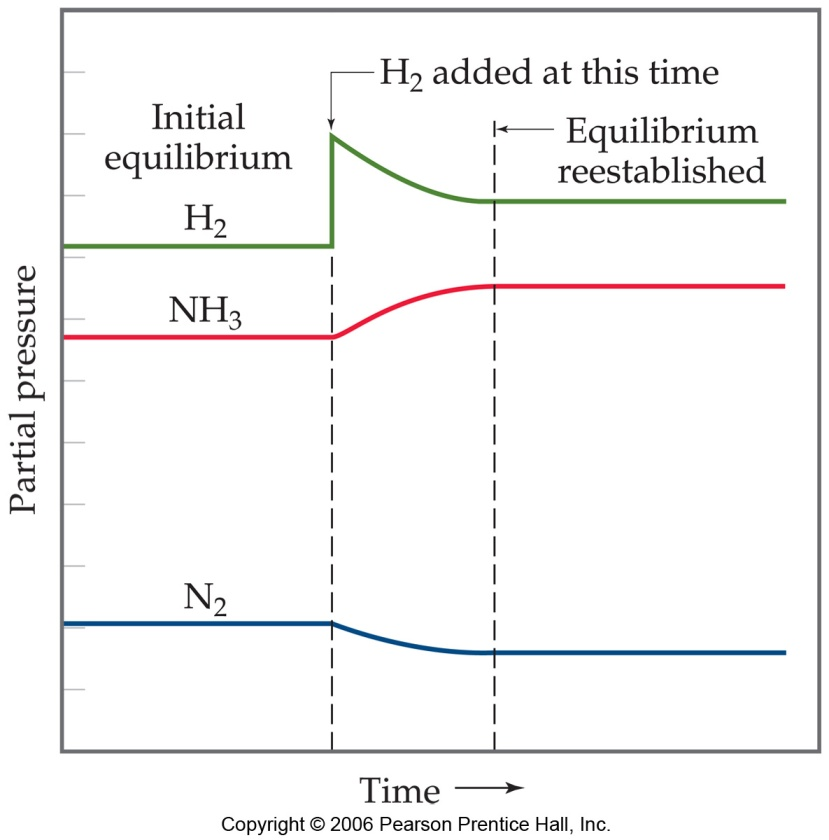 H₂ added at this time
Initial
equilibrium
Equilibrium
reestablished
H₂
NH₃
N₂
Partial pressure
Time
Copyright © 2006 Pearson Prentice Hall, Inc.